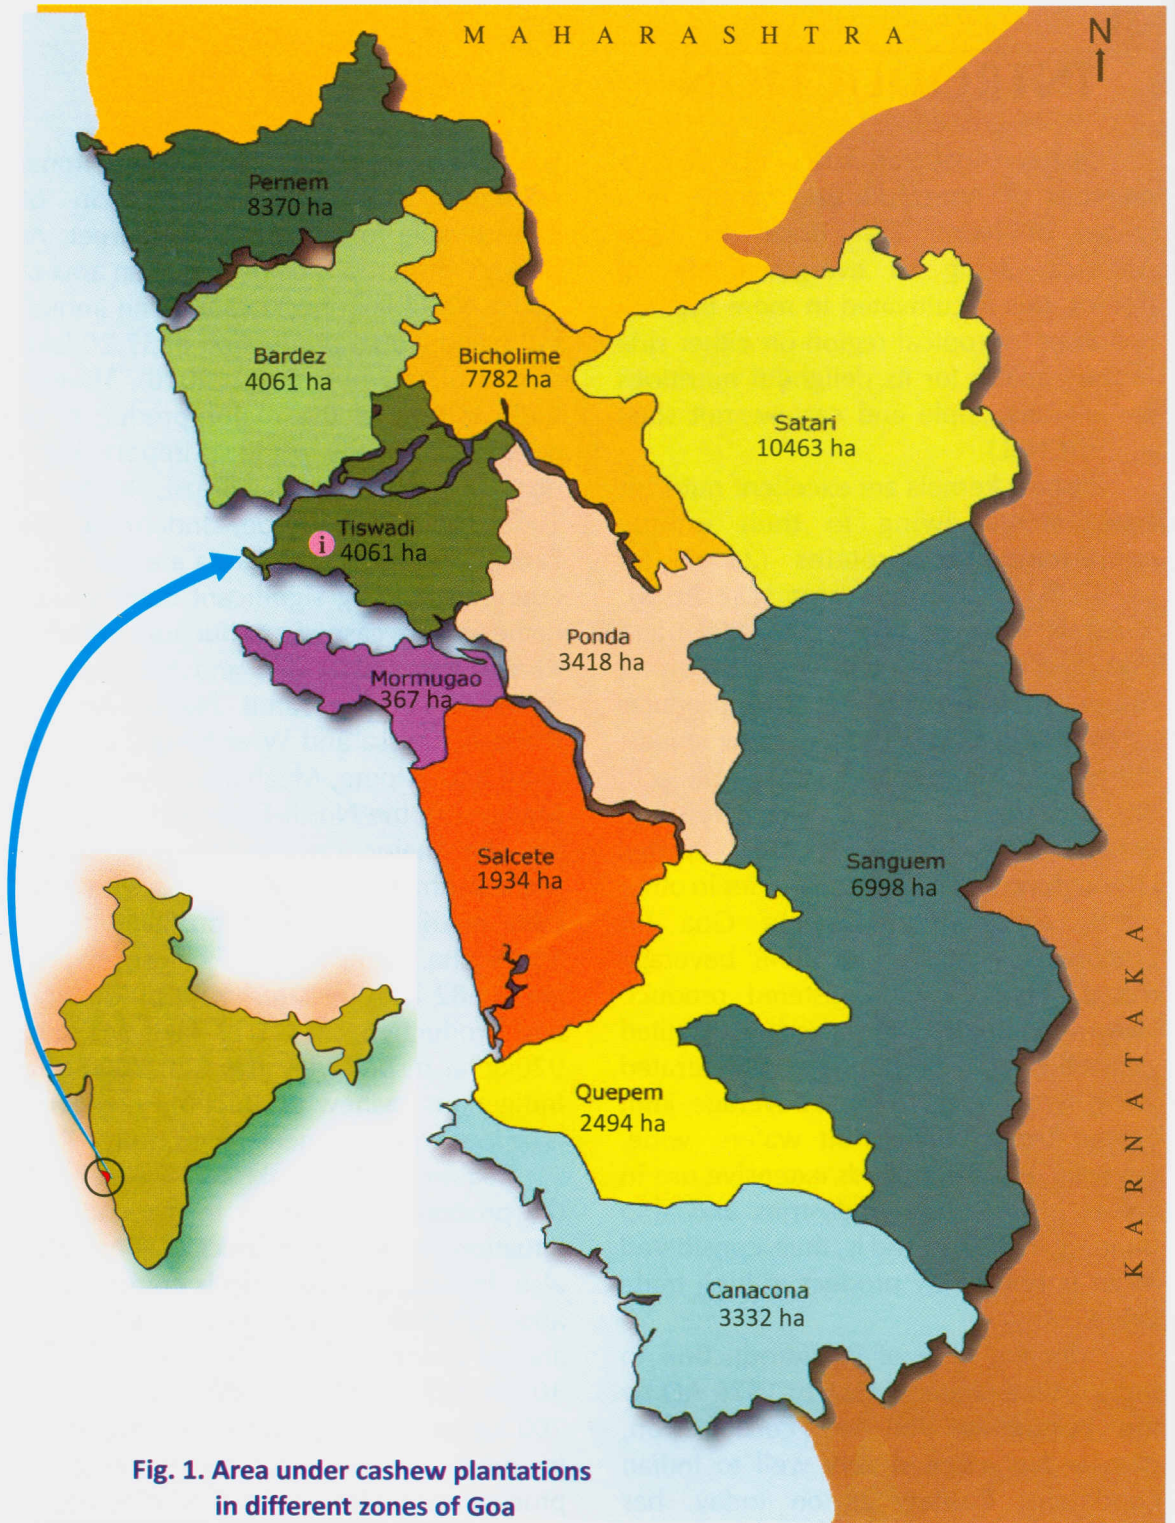 MAHARASHTRA
N
Pernem
8370 ha
Bardez
4061 ha
Bicholime
7782 ha
Satari
10463 ha
i
Tiswadi
4061 ha
Ponda
3418 ha
Mormugao
367 ha
Salcete
1934 ha
Sanguem
6998 ha
KARNATAKA
Quepem
2494 ha
Canacona
3332 ha
Fig. 1. Area under cashew plantations
in different zones of Goa